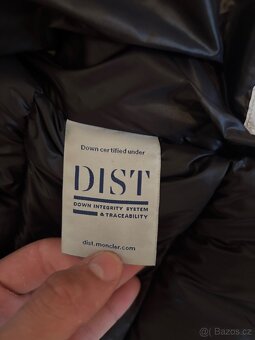 Down certified under
DIST
DOWN INTEGRITY SYSTEM
& TRACEABILITY
dist.moncler.com
Bazos.cz